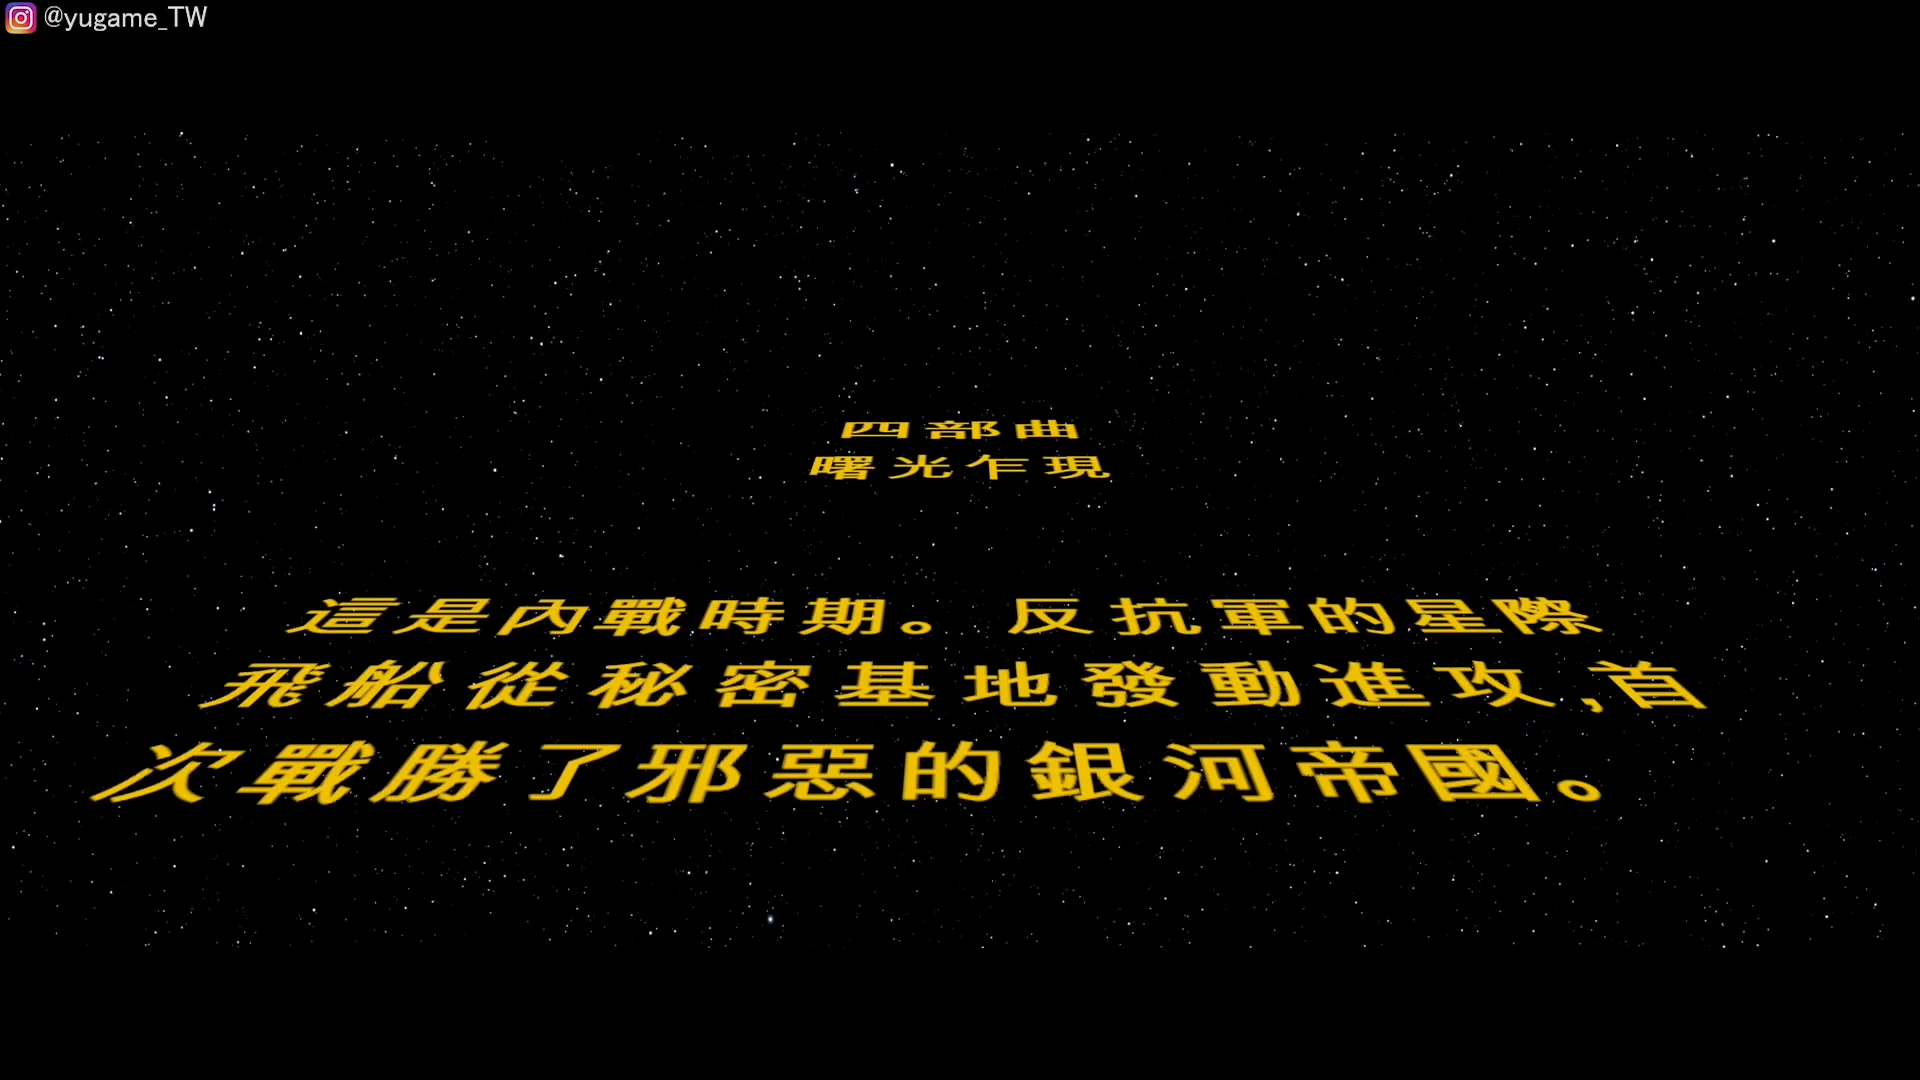 @yugame_TW
四部曲
曙光乍現
這是內戰時期。反抗軍的星際
飛船從秘密基地發動進攻,首
次戰勝了邪惡的銀河帝國。